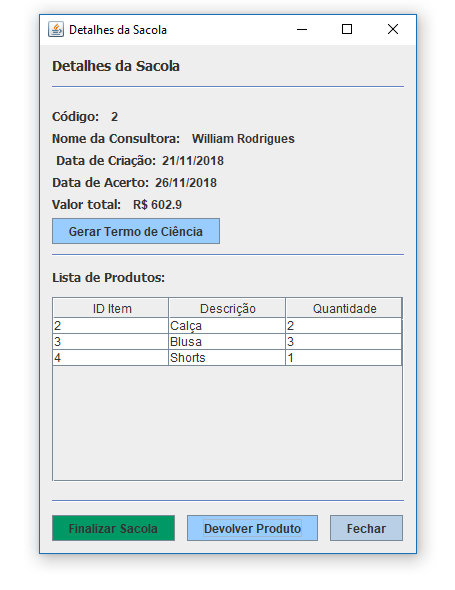 Detalhes da Sacola
Detalhes da Sacola
Código: 2
Nome da Consultora: William Rodrigues
Data de Criação: 21/11/2018
Data de Acerto: 26/11/2018
Valor total: R$ 602.9
Gerar Termo de Ciência
Lista de Produtos:
ID Item Descrição Quantidade
2 Calça 2
3 Blusa 3
4 Shorts 1
Finalizar Sacola Devolver Produto Fechar